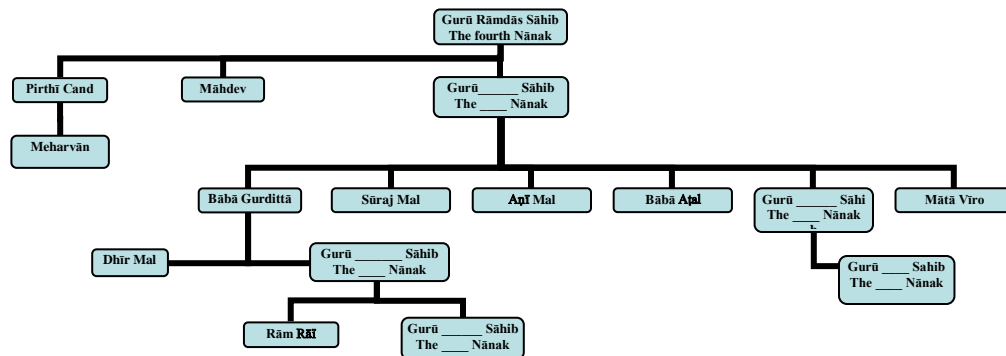 Gurū Rāmdās Sāhib
The fourth Nānak
Pirthī Cand
Māhdev
Gurū______ Sāhib
The ____ Nānak
Meharvān
Bābā Gurdittā
Sūraj Mal
Aṇī Mal
Bābā Aṭal
Gurū ______ Sāhi
The ____ Nānak
b
Mātā Vīro
Dhīr Mal
Gurū _______ Sāhib
The ____ Nānak
Gurū ____ Sahib
The ____ Nānak
Rām Rāī
Gurū ______ Sāhib
The ____ Nānak